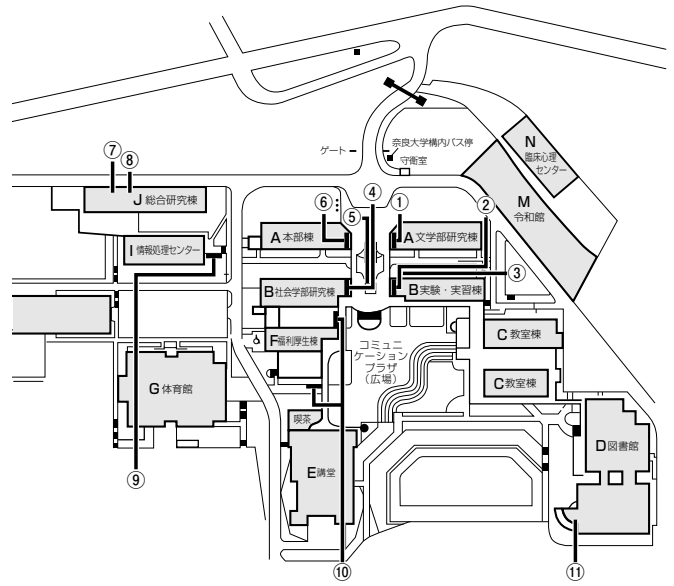 ゲート
奈良大学構内バス停
守衛室
N
臨床心理
センター
M
令和館
⑦
⑧
J 総合研究棟
I 情報処理センター
⑥
⑤
④
①
②
③
A 本部棟
A 文学部研究棟
B 社会学部研究棟
B 実験・実習棟
F 福利厚生棟
コミュニ
ケーション
プラザ
(広場)
C 教室棟
C 教室棟
G 体育館
喫茶
E 講堂
D 図書館
⑨
⑩
⑪